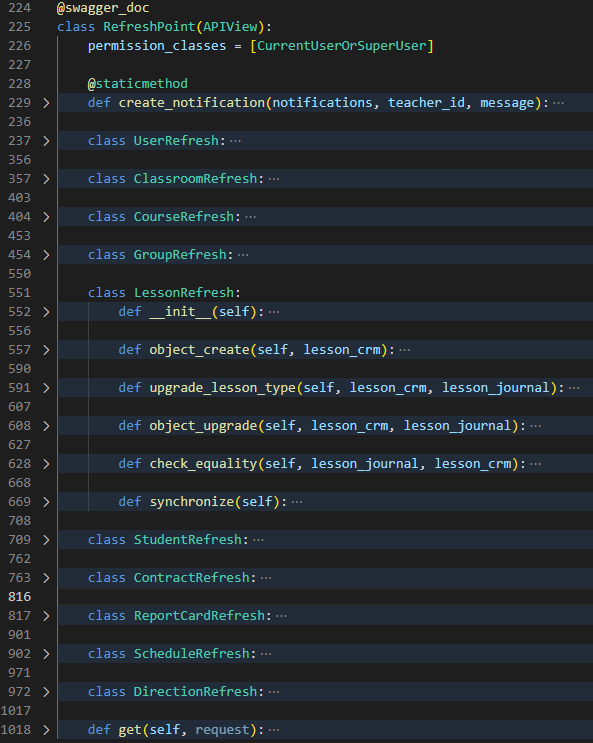 224 @swagger_doc
225 class RefreshPoint(APIView):
226     permission_classes = [CurrentUserOrSuperUser]
227
228     @staticmethod
229 >   def create_notification(notifications, teacher_id, message): ···
236
237 >   class UserRefresh: ···
356
357 >   class ClassroomRefresh: ···
403
404 >   class CourseRefresh: ···
453
454 >   class GroupRefresh: ···
550
551     class LessonRefresh:
552 >       def __init__(self): ···
556
557 >       def object_create(self, lesson_crm): ···
590
591 >       def upgrade_lesson_type(self, lesson_crm, lesson_journal): ···
607
608 >       def object_upgrade(self, lesson_crm, lesson_journal): ···
627
628 >       def check_equality(self, lesson_journal, lesson_crm): ···
668
669 >       def synchronize(self): ···
708
709 >   class StudentRefresh: ···
762
763 >   class ContractRefresh: ···
816
817 >   class ReportCardRefresh: ···
901
902 >   class ScheduleRefresh: ···
971
972 >   class DirectionRefresh: ···
1017
1018 >   def get(self, request): ···